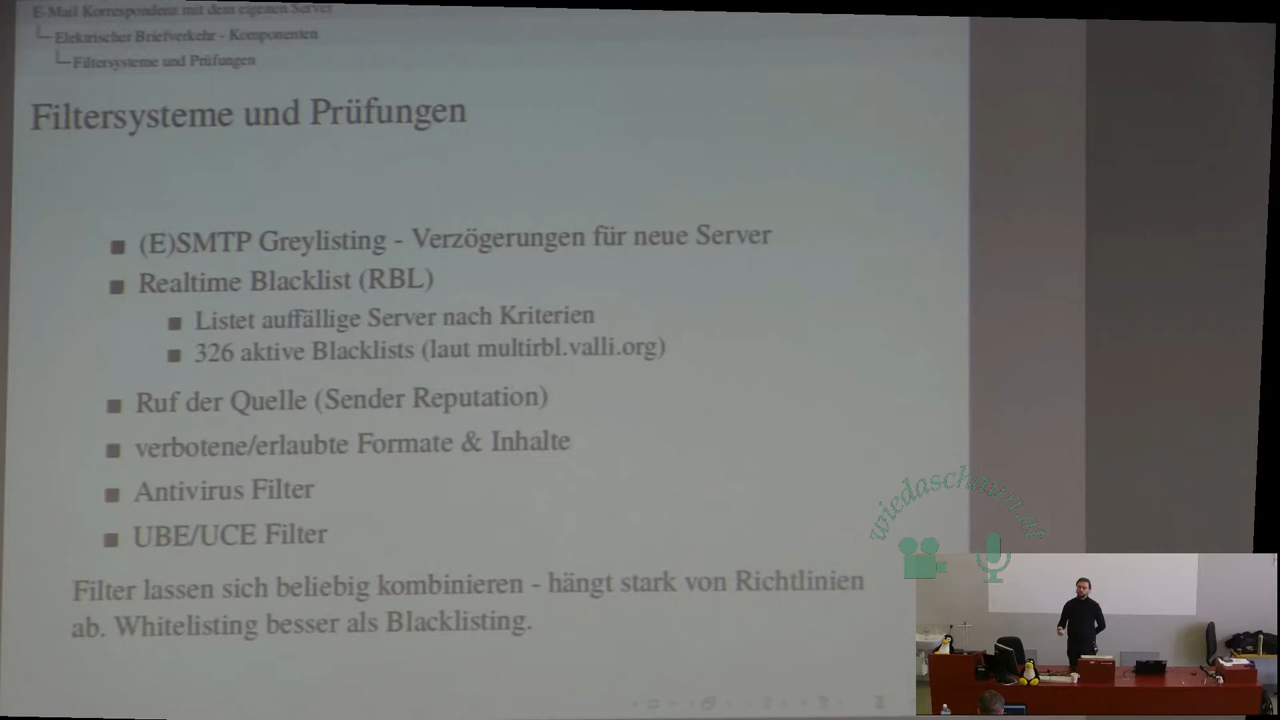 E-Mail Korrespondenz mit dem eigenen Server
Elektrischer Briefverkehr - Komponenten
Filtersysteme und Prüfungen
Filtersysteme und Prüfungen
(E)SMTP Greylisting - Verzögerungen für neue Server
Realtime Blacklist (RBL)
Listet auffällige Server nach Kriterien
326 aktive Blacklists (laut multirbl.valli.org)
Ruf der Quelle (Sender Reputation)
verbotene/erlaubte Formate & Inhalte
Antivirus Filter
UBE/UCE Filter
Filter lassen sich beliebig kombinieren - hängt stark von Richtlinien
ab. Whitelisting besser als Blacklisting.
wiedaschaun.at